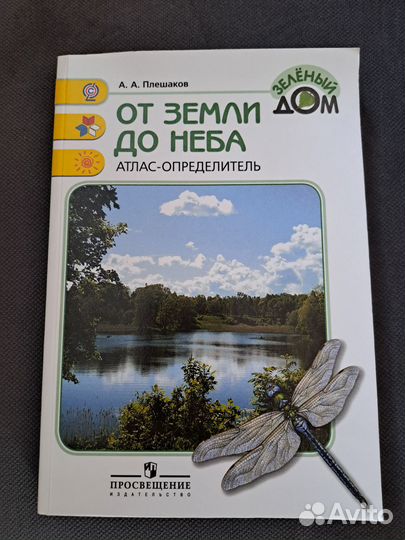 А. А. Плешаков
ЗЕЛЁНЫЙ
ДОМ
ОТ ЗЕМЛИ
ДО НЕБА
АТЛАС-ОПРЕДЕЛИТЕЛЬ
ПРОСВЕЩЕНИЕ
ИЗДАТЕЛЬСТВО
Avito